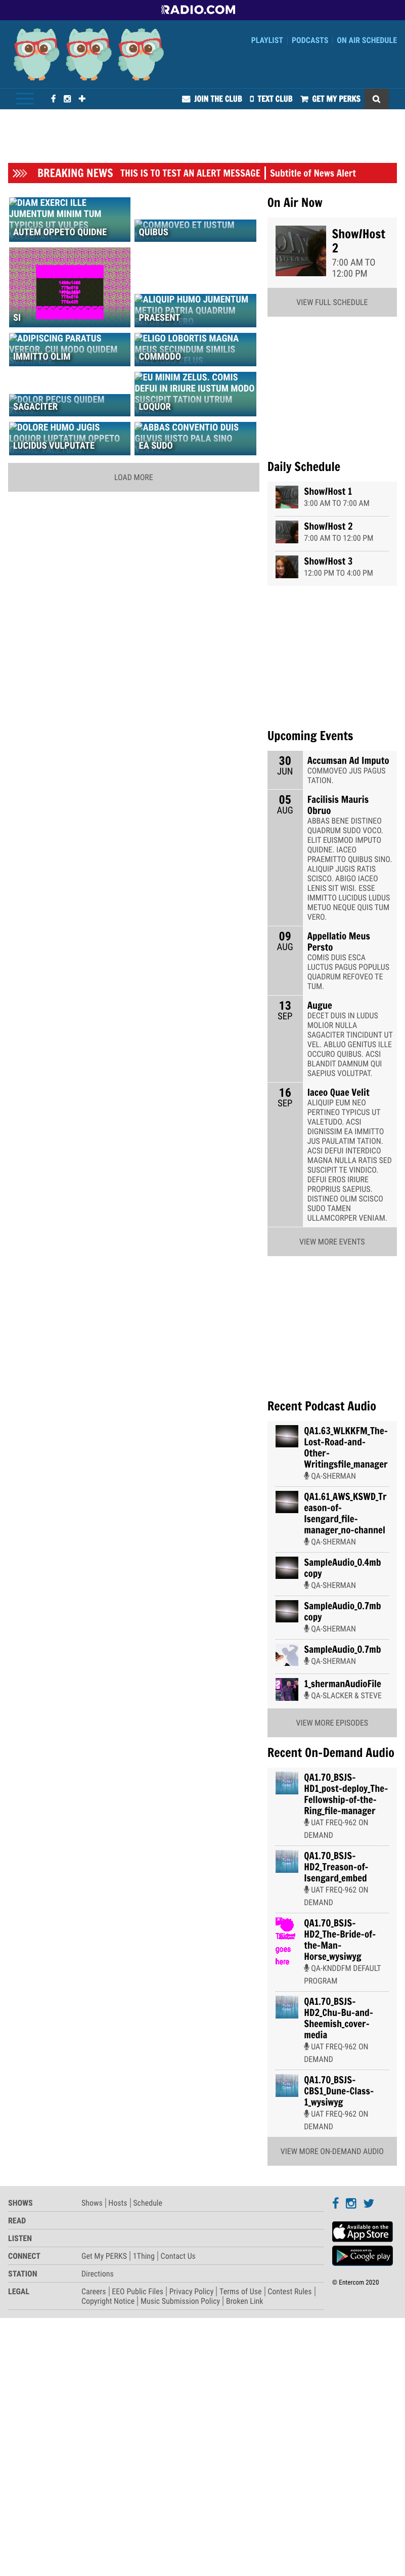 RADIO.COM
PLAYLIST PODCASTS ON AIR SCHEDULE
JOIN THE CLUB TEXT CLUB GET MY PERKS
BREAKING NEWS THIS IS TO TEST AN ALERT MESSAGE Subtitle of News Alert
DIAM EXERCI ILLE
JUMENTUM MINIM TUM
TYPICUS UT VULPES
AUTEM OPPETO QUIDNE
COMMOVEO ET IUSTUM
QUIBUS
SI
ALIQUIP HUMO JUMENTUM
METUO PATRIA QUADRUM
PRAESENT
ADIPISCING PARATUS
VEREOR. CUI MODO QUIDEM
IMMITTO OLIM
ELIGO LOBORTIS MAGNA
MEUS SECUNDUM SIMILIS
COMMODO
DOLOR PECUS QUIDEM
SAGACITER
EU MINIM ZELUS. COMIS
DEFUI IN IRIURE IUSTUM MODO
SUSCIPIT TATION UTRUM
LOQUOR
DOLORE HUMO JUGIS
LOQUOR LUPTATUM OPPETO
LUCIDUS VULPUTATE
ABBAS CONVENTIO DUIS
GILVUS IUSTO PALA SINO
EA SUDO
LOAD MORE
On Air Now
Show/Host
2
7:00 AM TO
12:00 PM
VIEW FULL SCHEDULE
Daily Schedule
Show/Host 1
3:00 AM TO 7:00 AM
Show/Host 2
7:00 AM TO 12:00 PM
Show/Host 3
12:00 PM TO 4:00 PM
Upcoming Events
30
JUN
Accumsan Ad Imputo
COMMOVEO JUS PAGUS
TATION.
05
AUG
Facilisis Mauris
Obruo
ABBAS BENE DISTINEO
QUADRUM SUDO VOCO.
ELIT EUISMOD IMPUTO
QUIDNE. IACEO
PRAEMITTO QUIBUS SINO.
ALIQUIP JUGIS RATIS
SCISCO. ABIGO IACEO
LENIS SIT WISI. ESSE
IMMITTO LUCIDUS LUDUS
METUO NEQUE QUIS TUM
VERO.
09
AUG
Appellatio Meus
Persto
COMIS DUIS ESCA
LUCTUS PAGUS POPULUS
QUADRUM REFOVEO TE
TUM.
13
SEP
Augue
DECET DUIS IN LUDUS
MOLIOR NULLA
SAGACITER TINCIDUNT UT
VEL. ABLUO GENITUS ILLE
OCCURO QUIBUS. ACSI
BLANDIT DAMNUM QUI
SAEPIUS VOLUTPAT.
16
SEP
Iaceo Quae Velit
ALIQUIP EUM NEO
PERTINEO TYPICUS UT
VALETUDO. ACSI
DIGNISSIM EA IMMITTO
JUS PAULATIM TATION.
ACSI DEFUI INTERDICO
MAGNA NULLA RATIS SED
SUSCIPIT TE VINDICO.
DEFUI EROS IRIURE
PROPRIUS SAEPIUS.
DISTINEO OLIM SCISCO
SUDO TAMEN
ULLAMCORPER VENIAM.
VIEW MORE EVENTS
Recent Podcast Audio
QA1.63_WLKKFM_The-
Lost-Road-and-
Other-
Writingsfile_manager
QA-SHERMAN
QA1.61_AWS_KSWD_Tr
eason-of-
Isengard_file-
manager_no-channel
QA-SHERMAN
SampleAudio_0.4mb
copy
QA-SHERMAN
SampleAudio_0.7mb
copy
QA-SHERMAN
SampleAudio_0.7mb
QA-SHERMAN
1_shermanAudioFile
QA-SLACKER & STEVE
VIEW MORE EPISODES
Recent On-Demand Audio
QA1.70_BSJS-
HD1_post-deploy_The-
Fellowship-of-the-
Ring_file-manager
UAT FREQ-962 ON
DEMAND
QA1.70_BSJS-
HD2_Treason-of-
Isengard_embed
UAT FREQ-962 ON
DEMAND
goes
here
QA1.70_BSJS-
HD2_The-Bride-of-
the-Man-
Horse_wysiwyg
QA-KNDDFM DEFAULT
PROGRAM
QA1.70_BSJS-
HD2_Chu-Bu-and-
Sheemish_cover-
media
UAT FREQ-962 ON
DEMAND
QA1.70_BSJS-
CBS1_Dune-Class-
1_wysiwyg
UAT FREQ-962 ON
DEMAND
VIEW MORE ON-DEMAND AUDIO
SHOWS Shows Hosts Schedule
READ
LISTEN
CONNECT Get My PERKS 1Thing Contact Us
STATION Directions
LEGAL Careers EEO Public Files Privacy Policy Terms of Use Contest Rules
Copyright Notice Music Submission Policy Broken Link
Available on the
App Store
Google play
© Entercom 2020